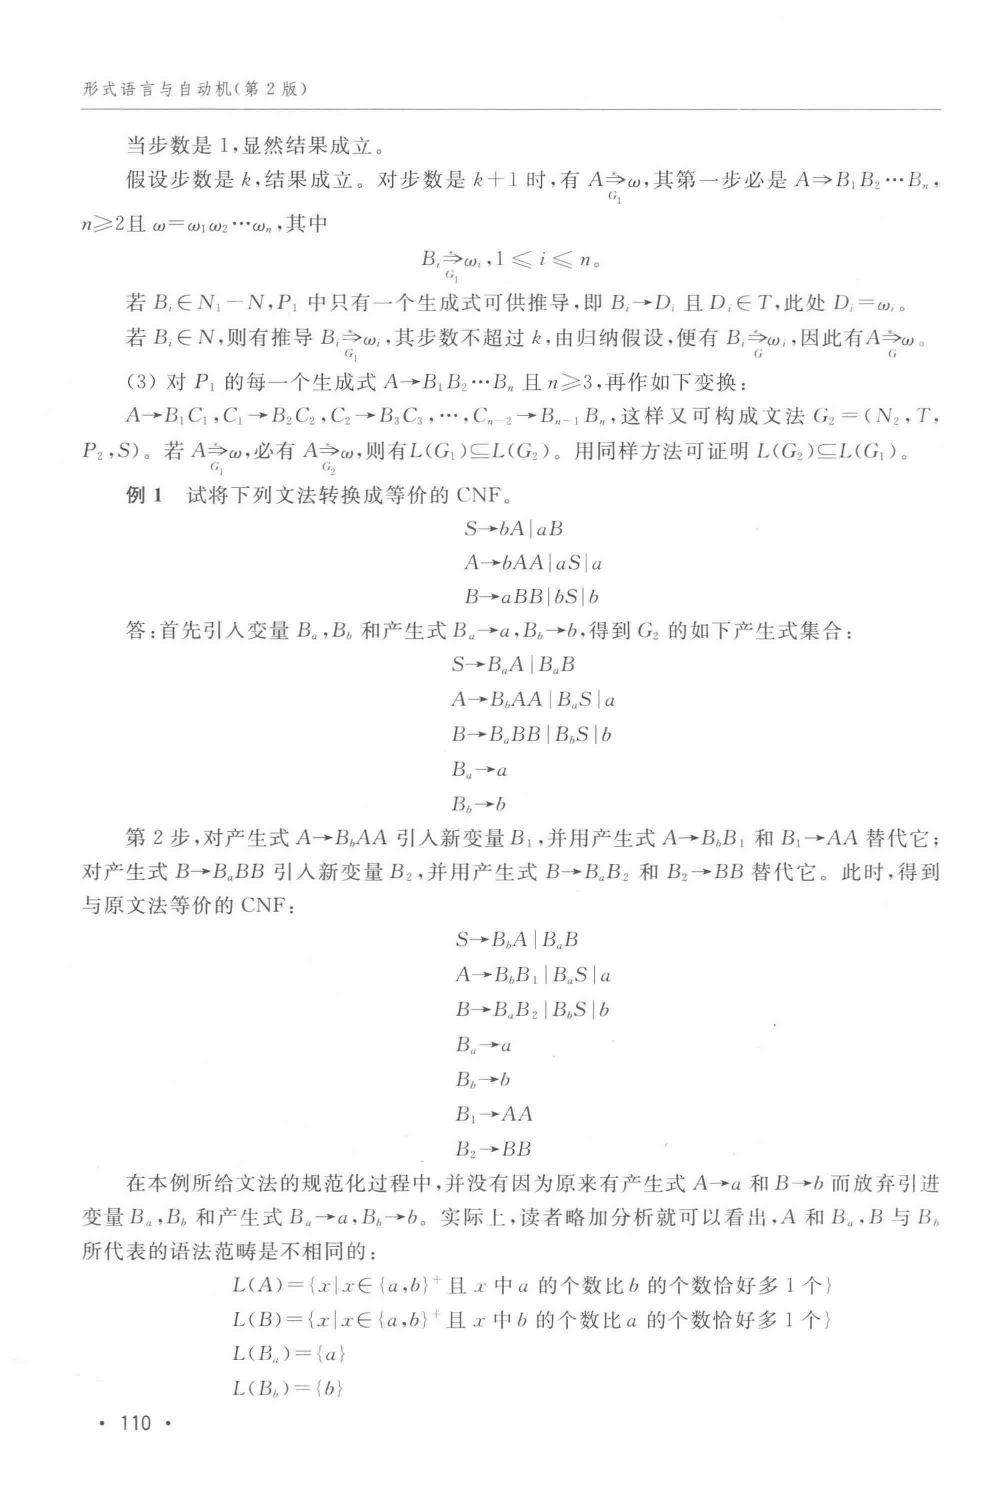 形式语言与自动机(第2版)
当步数是1,显然结果成立。
假设步数是k,结果成立。对步数是k+1时,有A⇒*G₁ω,其第一步必是A⇒B₁B₂…Bₙ,
n≥2且ω=ω₁ω₂…ωₙ,其中
Bᵢ⇒*G₁ωᵢ,1≤i≤n。
若Bᵢ∈N₁-N,P₁中只有一个生成式可供推导,即Bᵢ→Dᵢ且Dᵢ∈T,此处Dᵢ=ωᵢ。
若Bᵢ∈N,则有推导Bᵢ⇒*G₁ωᵢ,其步数不超过k,由归纳假设,便有Bᵢ⇒*Gωᵢ,因此有A⇒*Gω。
(3) 对P₁的每一个生成式A→B₁B₂…Bₙ且n≥3,再作如下变换:
A→B₁C₁,C₁→B₂C₂,C₂→B₃C₃,…,Cₙ₋₂→Bₙ₋₁Bₙ,这样又可构成文法G₂=(N₂,T,
P₂,S)。若A⇒*G₁ω,必有A⇒*G₂ω,则有L(G₁)⊆L(G₂)。用同样方法可证明L(G₂)⊆L(G₁)。
例1 试将下列文法转换成等价的CNF。
S→bA|aB
A→bAA|aS|a
B→aBB|bS|b
答:首先引入变量Bₐ,B_b和产生式Bₐ→a,B_b→b,得到G₂的如下产生式集合:
S→BₐA|BₐB
A→B_bAA|BₐS|a
B→BₐBB|B_bS|b
Bₐ→a
B_b→b
第2步,对产生式A→B_bAA引入新变量B₁,并用产生式A→B_bB₁和B₁→AA替代它;
对产生式B→BₐBB引入新变量B₂,并用产生式B→BₐB₂和B₂→BB替代它。此时,得到
与原文法等价的CNF:
S→B_bA|BₐB
A→B_bB₁|BₐS|a
B→BₐB₂|B_bS|b
Bₐ→a
B_b→b
B₁→AA
B₂→BB
在本例所给文法的规范化过程中,并没有因为原来有产生式A→a和B→b而放弃引进
变量Bₐ,B_b和产生式Bₐ→a,B_b→b。实际上,读者略加分析就可以看出,A和Bₐ,B与B_b
所代表的语法范畴是不相同的:
L(A)={x|x∈{a,b}⁺且x中a的个数比b的个数恰好多1个}
L(B)={x|x∈{a,b}⁺且x中b的个数比a的个数恰好多1个}
L(Bₐ)={a}
L(B_b)={b}
· 110 ·